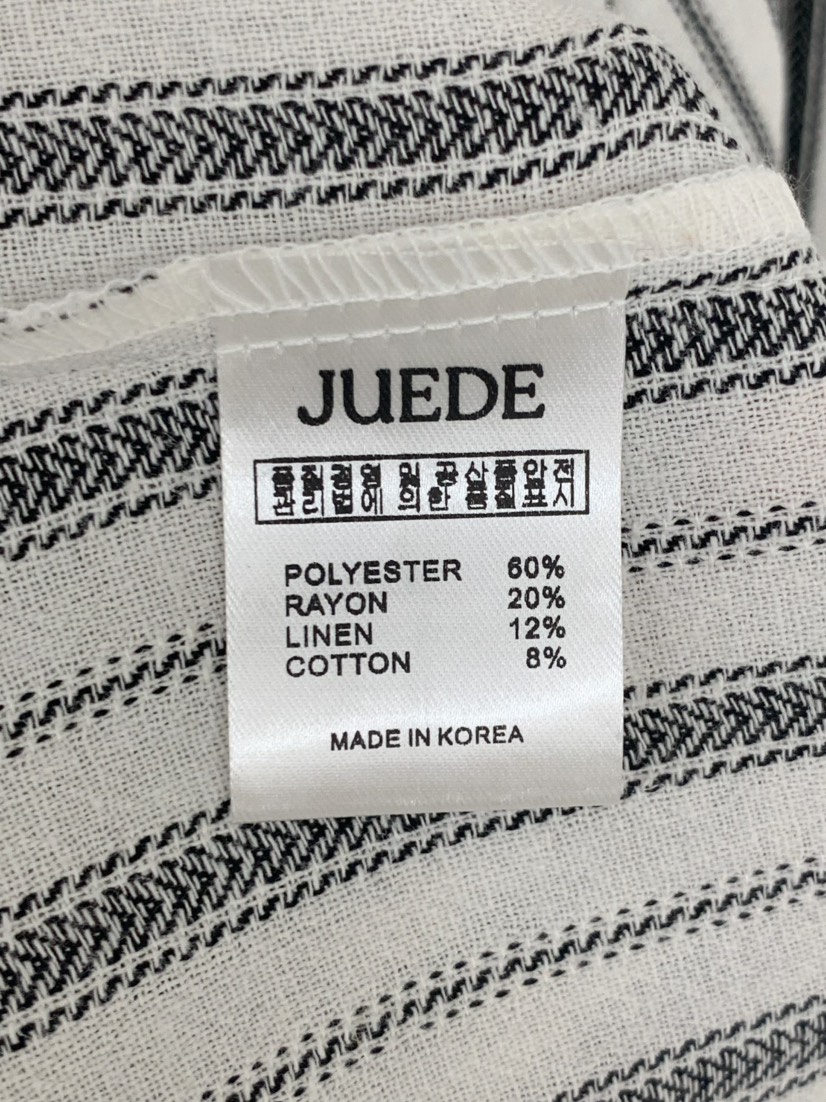 JUEDE
품질경영 및 공산품안전
관리법에 의한 품질표시
POLYESTER 60%
RAYON 20%
LINEN 12%
COTTON 8%
MADE IN KOREA